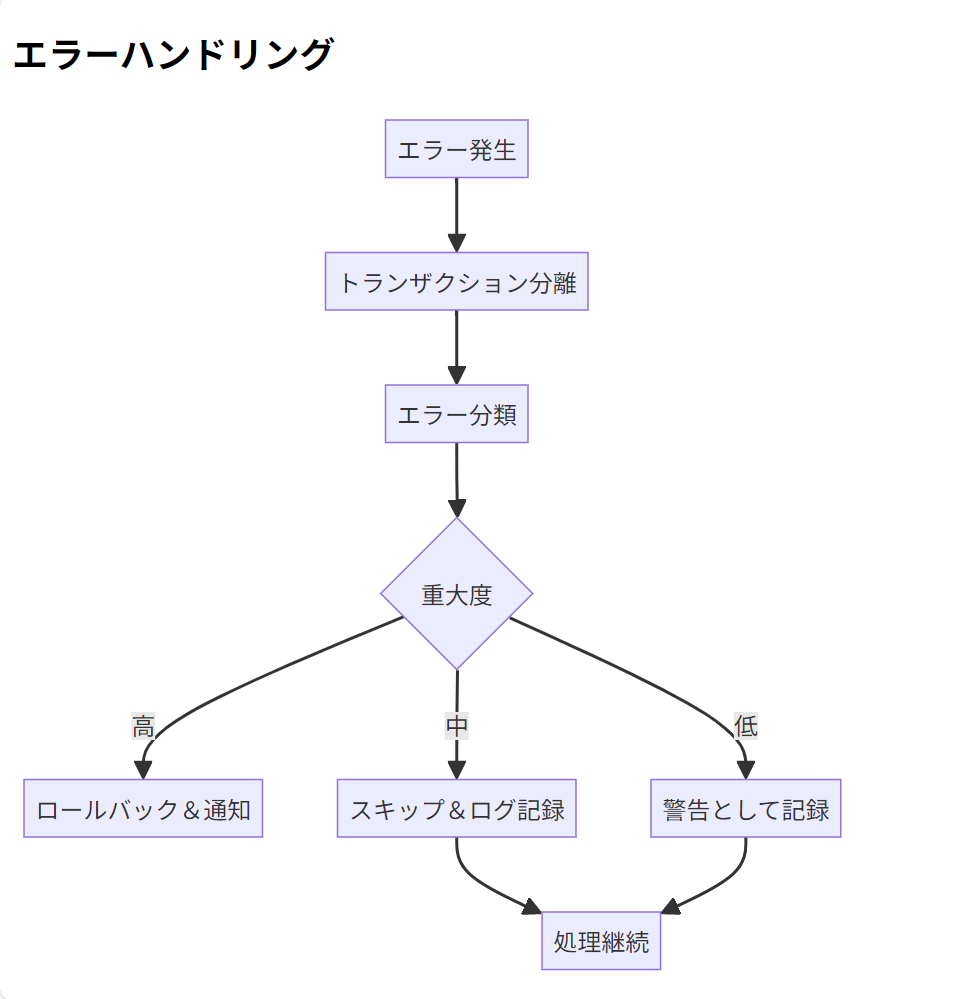 エラーハンドリング
エラー発生
トランザクション分離
エラー分類
重大度
高
中
低
ロールバック＆通知
スキップ＆ログ記録
警告として記録
処理継続